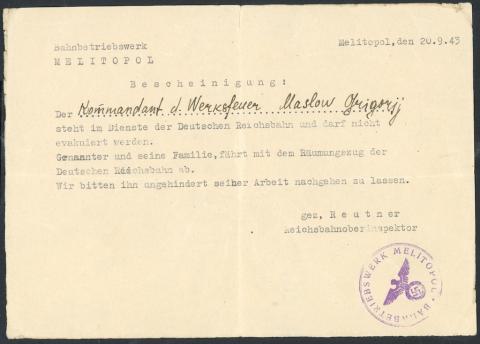 Bahnbetriebswerk
Melitopol, den 20.9.43
MELITOPOL
Bescheinigung:
Der Kommandant d. Werksfeuer Maslow Grigorij
steht im Dienste der Deutschen Reichsbahn und darf nicht
evakuiert werden.
Genannter und seine Familie, fährt mit dem Räumungszug der
Deutschen Reichsbahn ab.
Wir bitten ihn ungehindert seiner Arbeit nachgehen zu lassen.
gez, Reutner
Reichsbahnoberinspektor
BAHNBETRIEBSWERK MELITOPOL